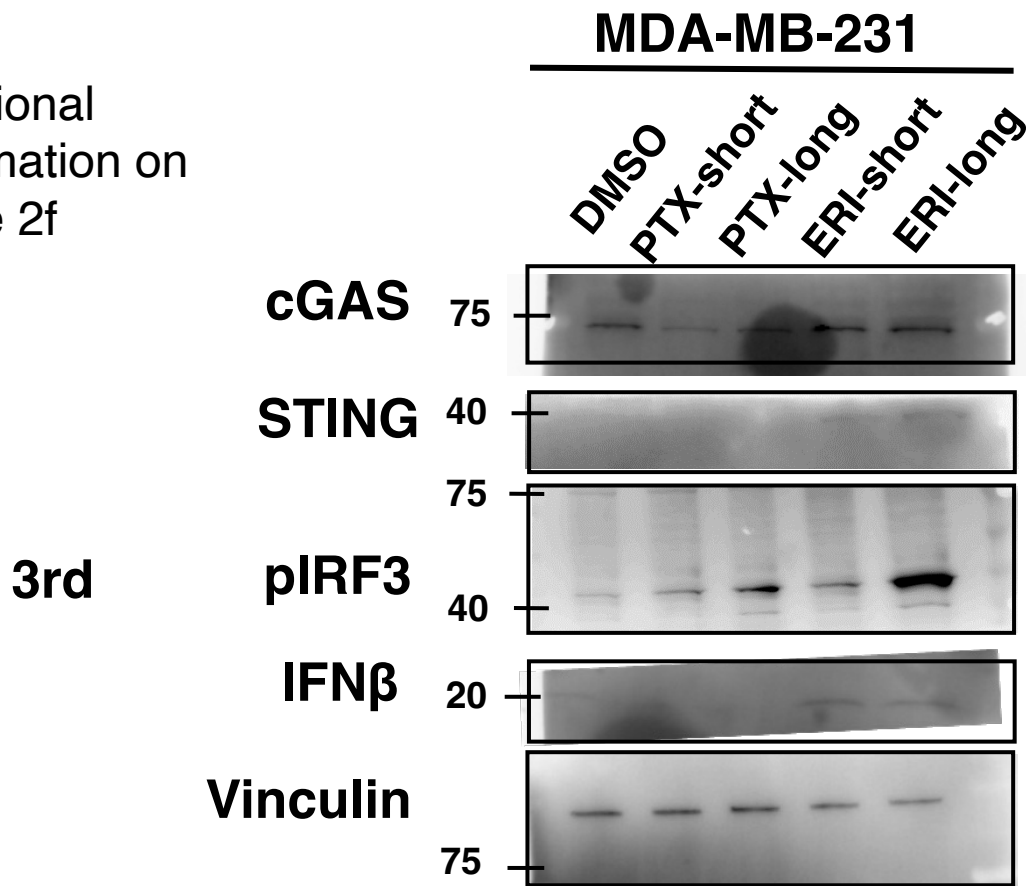 MDA-MB-231
ional
nation on
e 2f
DMSO
PTX-short
PTX-long
ERI-short
ERI-long
cGAS 75
STING 40
75
3rd pIRF3
40
IFNβ 20
Vinculin
75